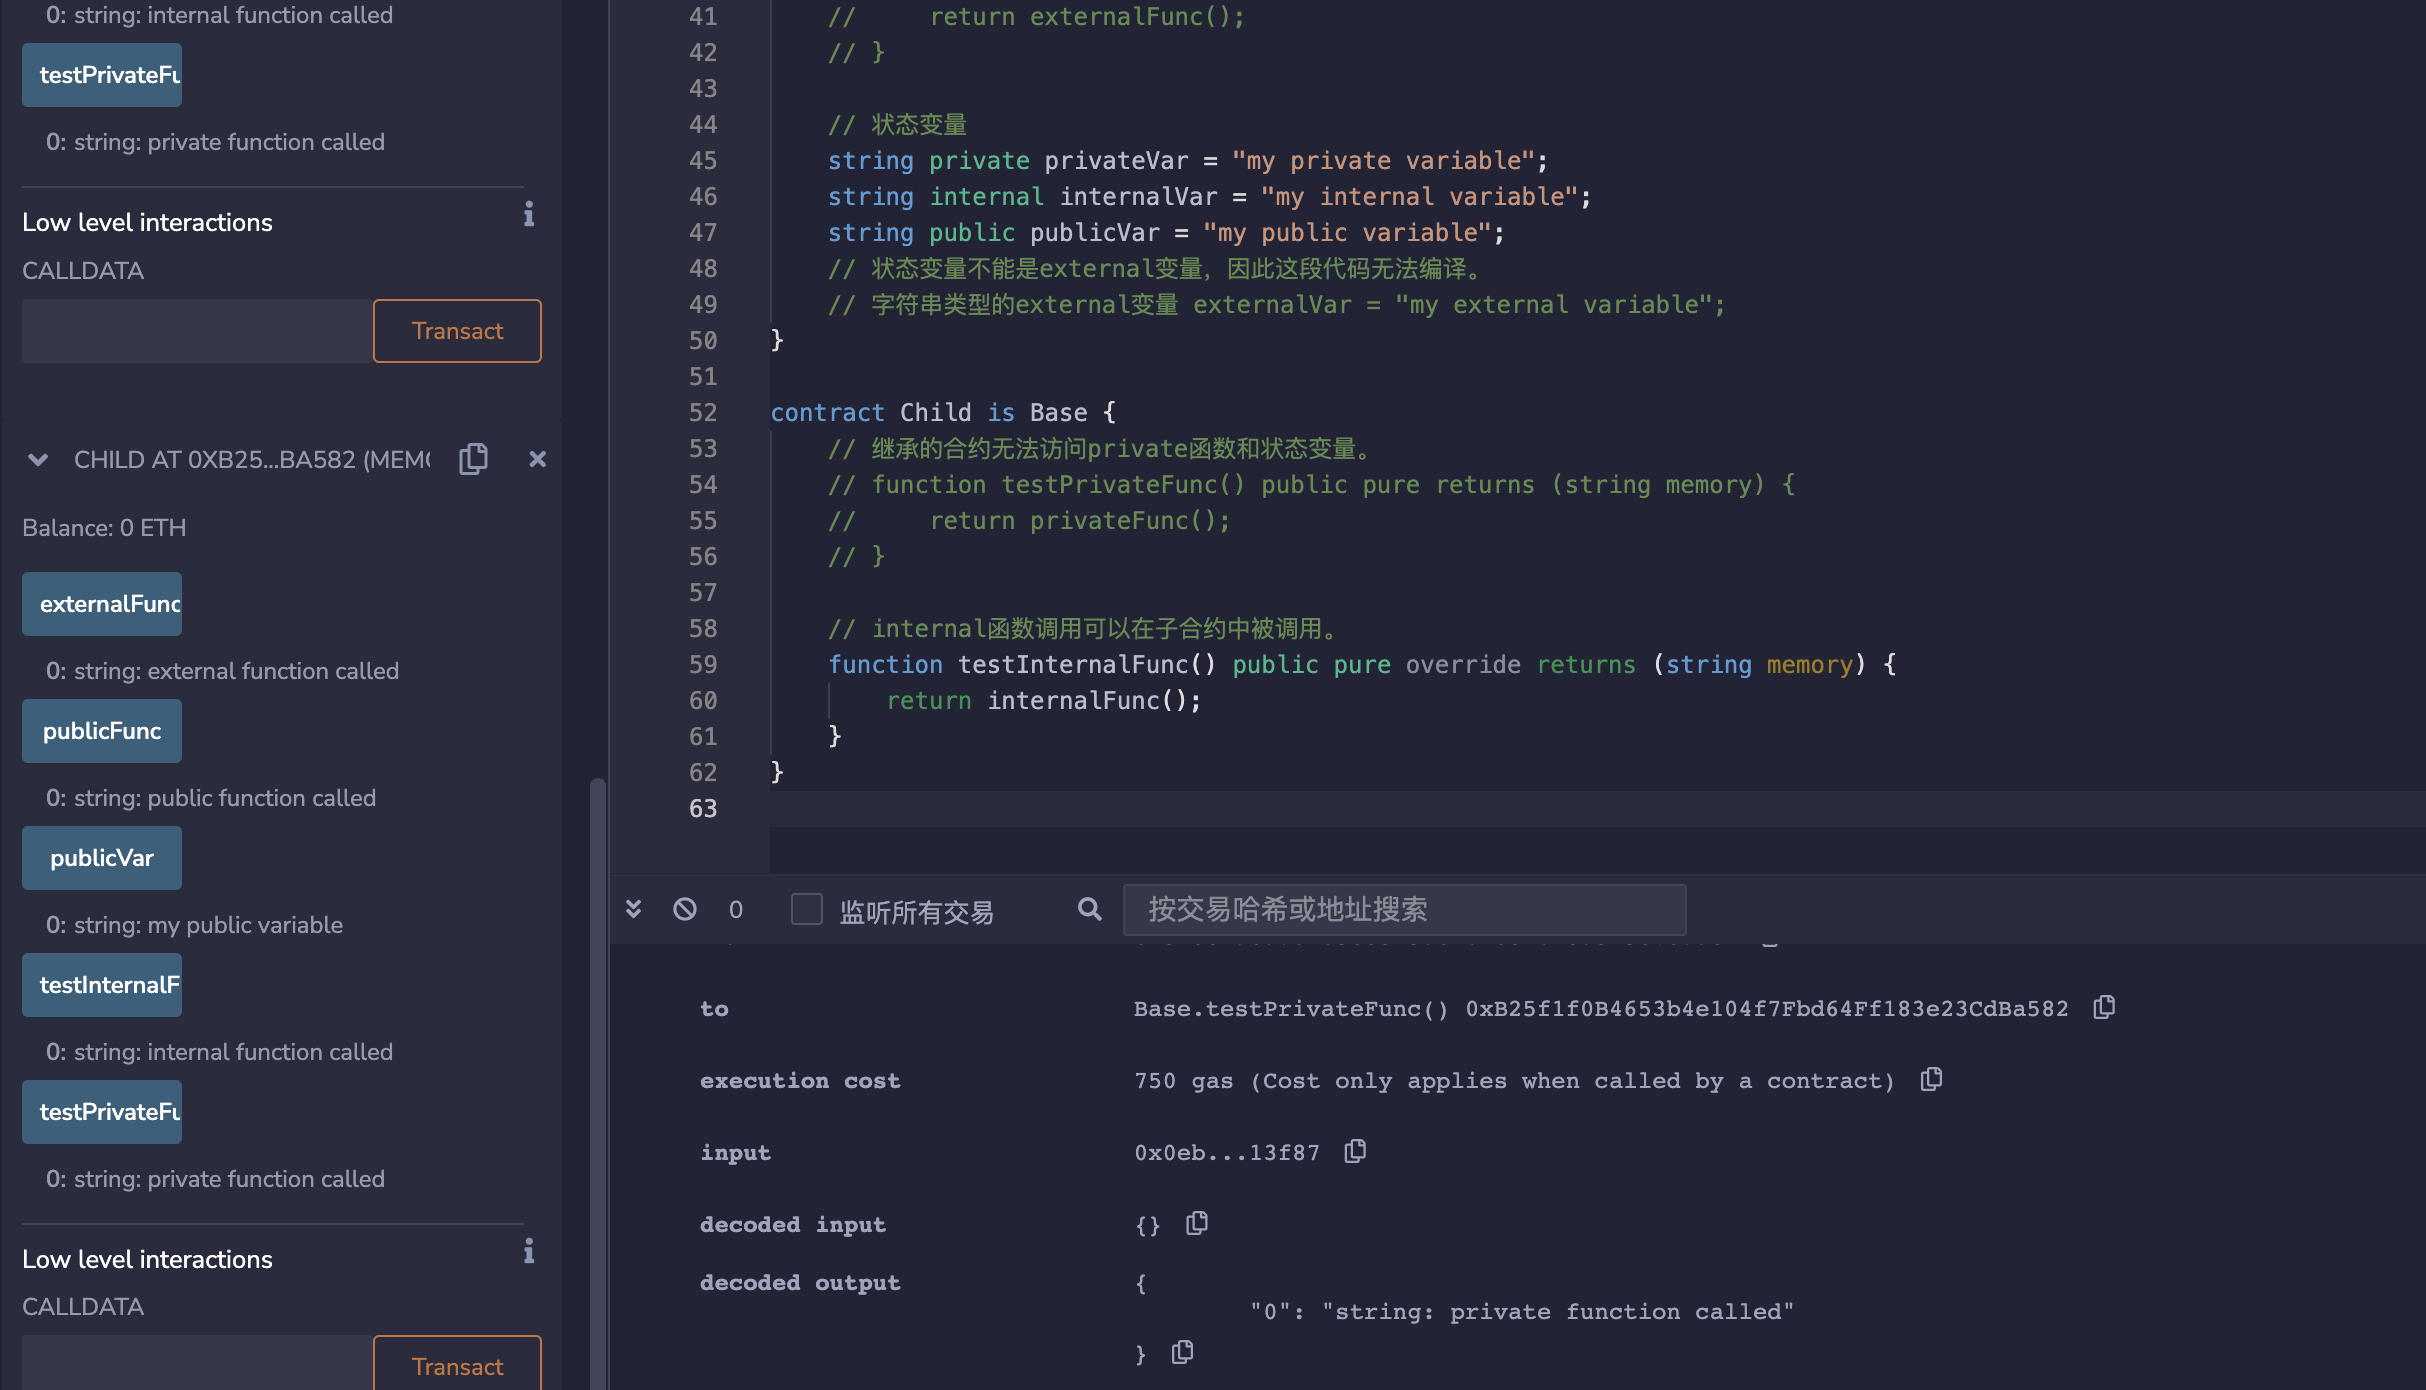 0: string: internal function called
testPrivateFu
0: string: private function called
Low level interactions
CALLDATA
Transact
CHILD AT 0XB25...BA582 (MEM
Balance: 0 ETH
externalFunc
0: string: external function called
publicFunc
0: string: public function called
publicVar
0: string: my public variable
testInternalF
0: string: internal function called
testPrivateFu
0: string: private function called
Low level interactions
CALLDATA
Transact
41 //     return externalFunc();
42 // }
43
44 // 状态变量
45 string private privateVar = "my private variable";
46 string internal internalVar = "my internal variable";
47 string public publicVar = "my public variable";
48 // 状态变量不能是external变量，因此这段代码无法编译。
49 // 字符串类型的external变量 externalVar = "my external variable";
50 }
51
52 contract Child is Base {
53 // 继承的合约无法访问private函数和状态变量。
54 // function testPrivateFunc() public pure returns (string memory) {
55 //     return privateFunc();
56 // }
57
58 // internal函数调用可以在子合约中被调用。
59 function testInternalFunc() public pure override returns (string memory) {
60 return internalFunc();
61 }
62 }
63
0 监听所有交易 按交易哈希或地址搜索
to Base.testPrivateFunc() 0xB25f1f0B4653b4e104f7Fbd64Ff183e23CdBa582
execution cost 750 gas (Cost only applies when called by a contract)
input 0x0eb...13f87
decoded input {}
decoded output {
"0": "string: private function called"
}